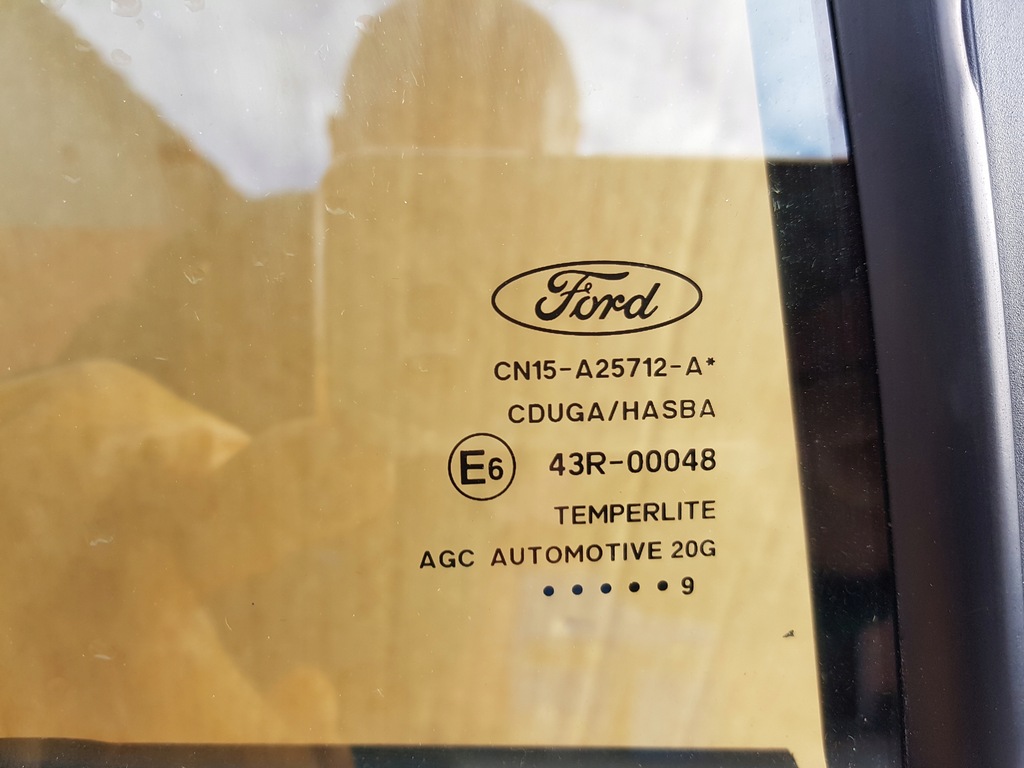 Ford
CN15-A25712-A*
CDUGA/HASBA
E6 43R-00048
TEMPERLITE
AGC AUTOMOTIVE 20G
• • • • • 9